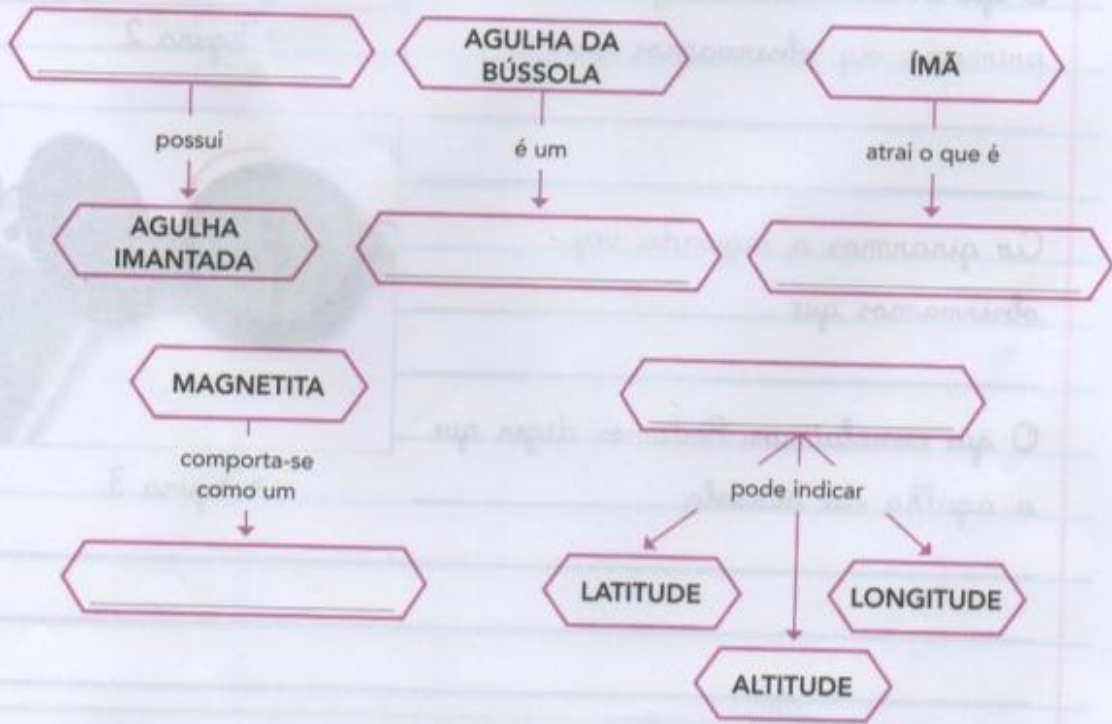 AGULHA DA
BÚSSOLA
ÍMÃ
possui
é um
atrai o que é
AGULHA
IMANTADA
MAGNETITA
comporta-se
como um
pode indicar
LATITUDE
LONGITUDE
ALTITUDE